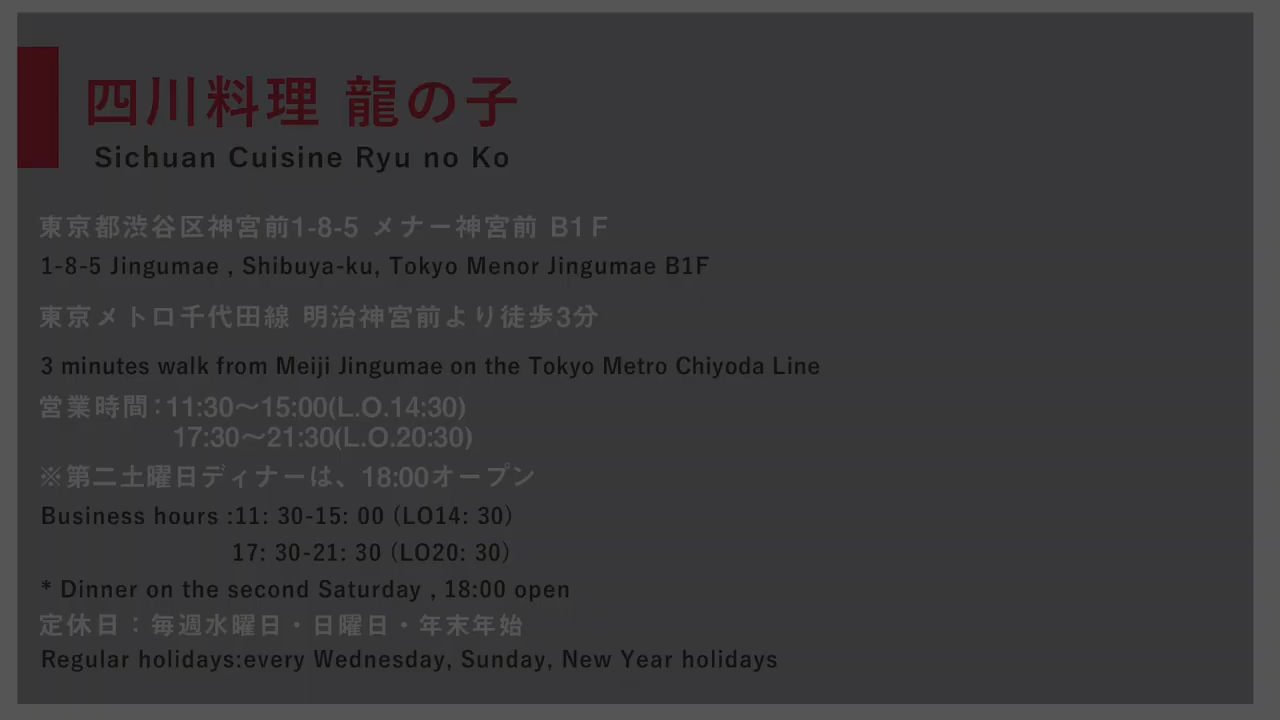 四川料理 龍の子
Sichuan Cuisine Ryu no Ko
東京都渋谷区神宮前1-8-5 メナー神宮前 B1F
1-8-5 Jingumae , Shibuya-ku, Tokyo Menor Jingumae B1F
東京メトロ千代田線 明治神宮前より徒歩3分
3 minutes walk from Meiji Jingumae on the Tokyo Metro Chiyoda Line
営業時間:11:30〜15:00(L.O.14:30)
17:30〜21:30(L.O.20:30)
※第二土曜日ディナーは、18:00オープン
Business hours :11: 30-15: 00 (LO14: 30)
17: 30-21: 30 (LO20: 30)
* Dinner on the second Saturday , 18:00 open
定休日：毎週水曜日・日曜日・年末年始
Regular holidays:every Wednesday, Sunday, New Year holidays